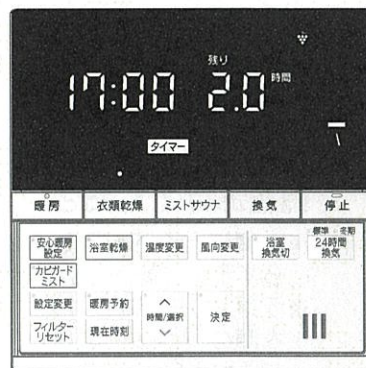 残り
17:00 2.0 時間
タイマー
暖房 衣類乾燥 ミストサウナ 換気 停止
標準 冬期
安心暖房
設定
浴室乾燥 温度変更 風向変更 浴室
換気切
24時間
換気
カビガード
ミスト
設定変更 暖房予約 時間/選択 決定
フィルター
リセット
現在時刻